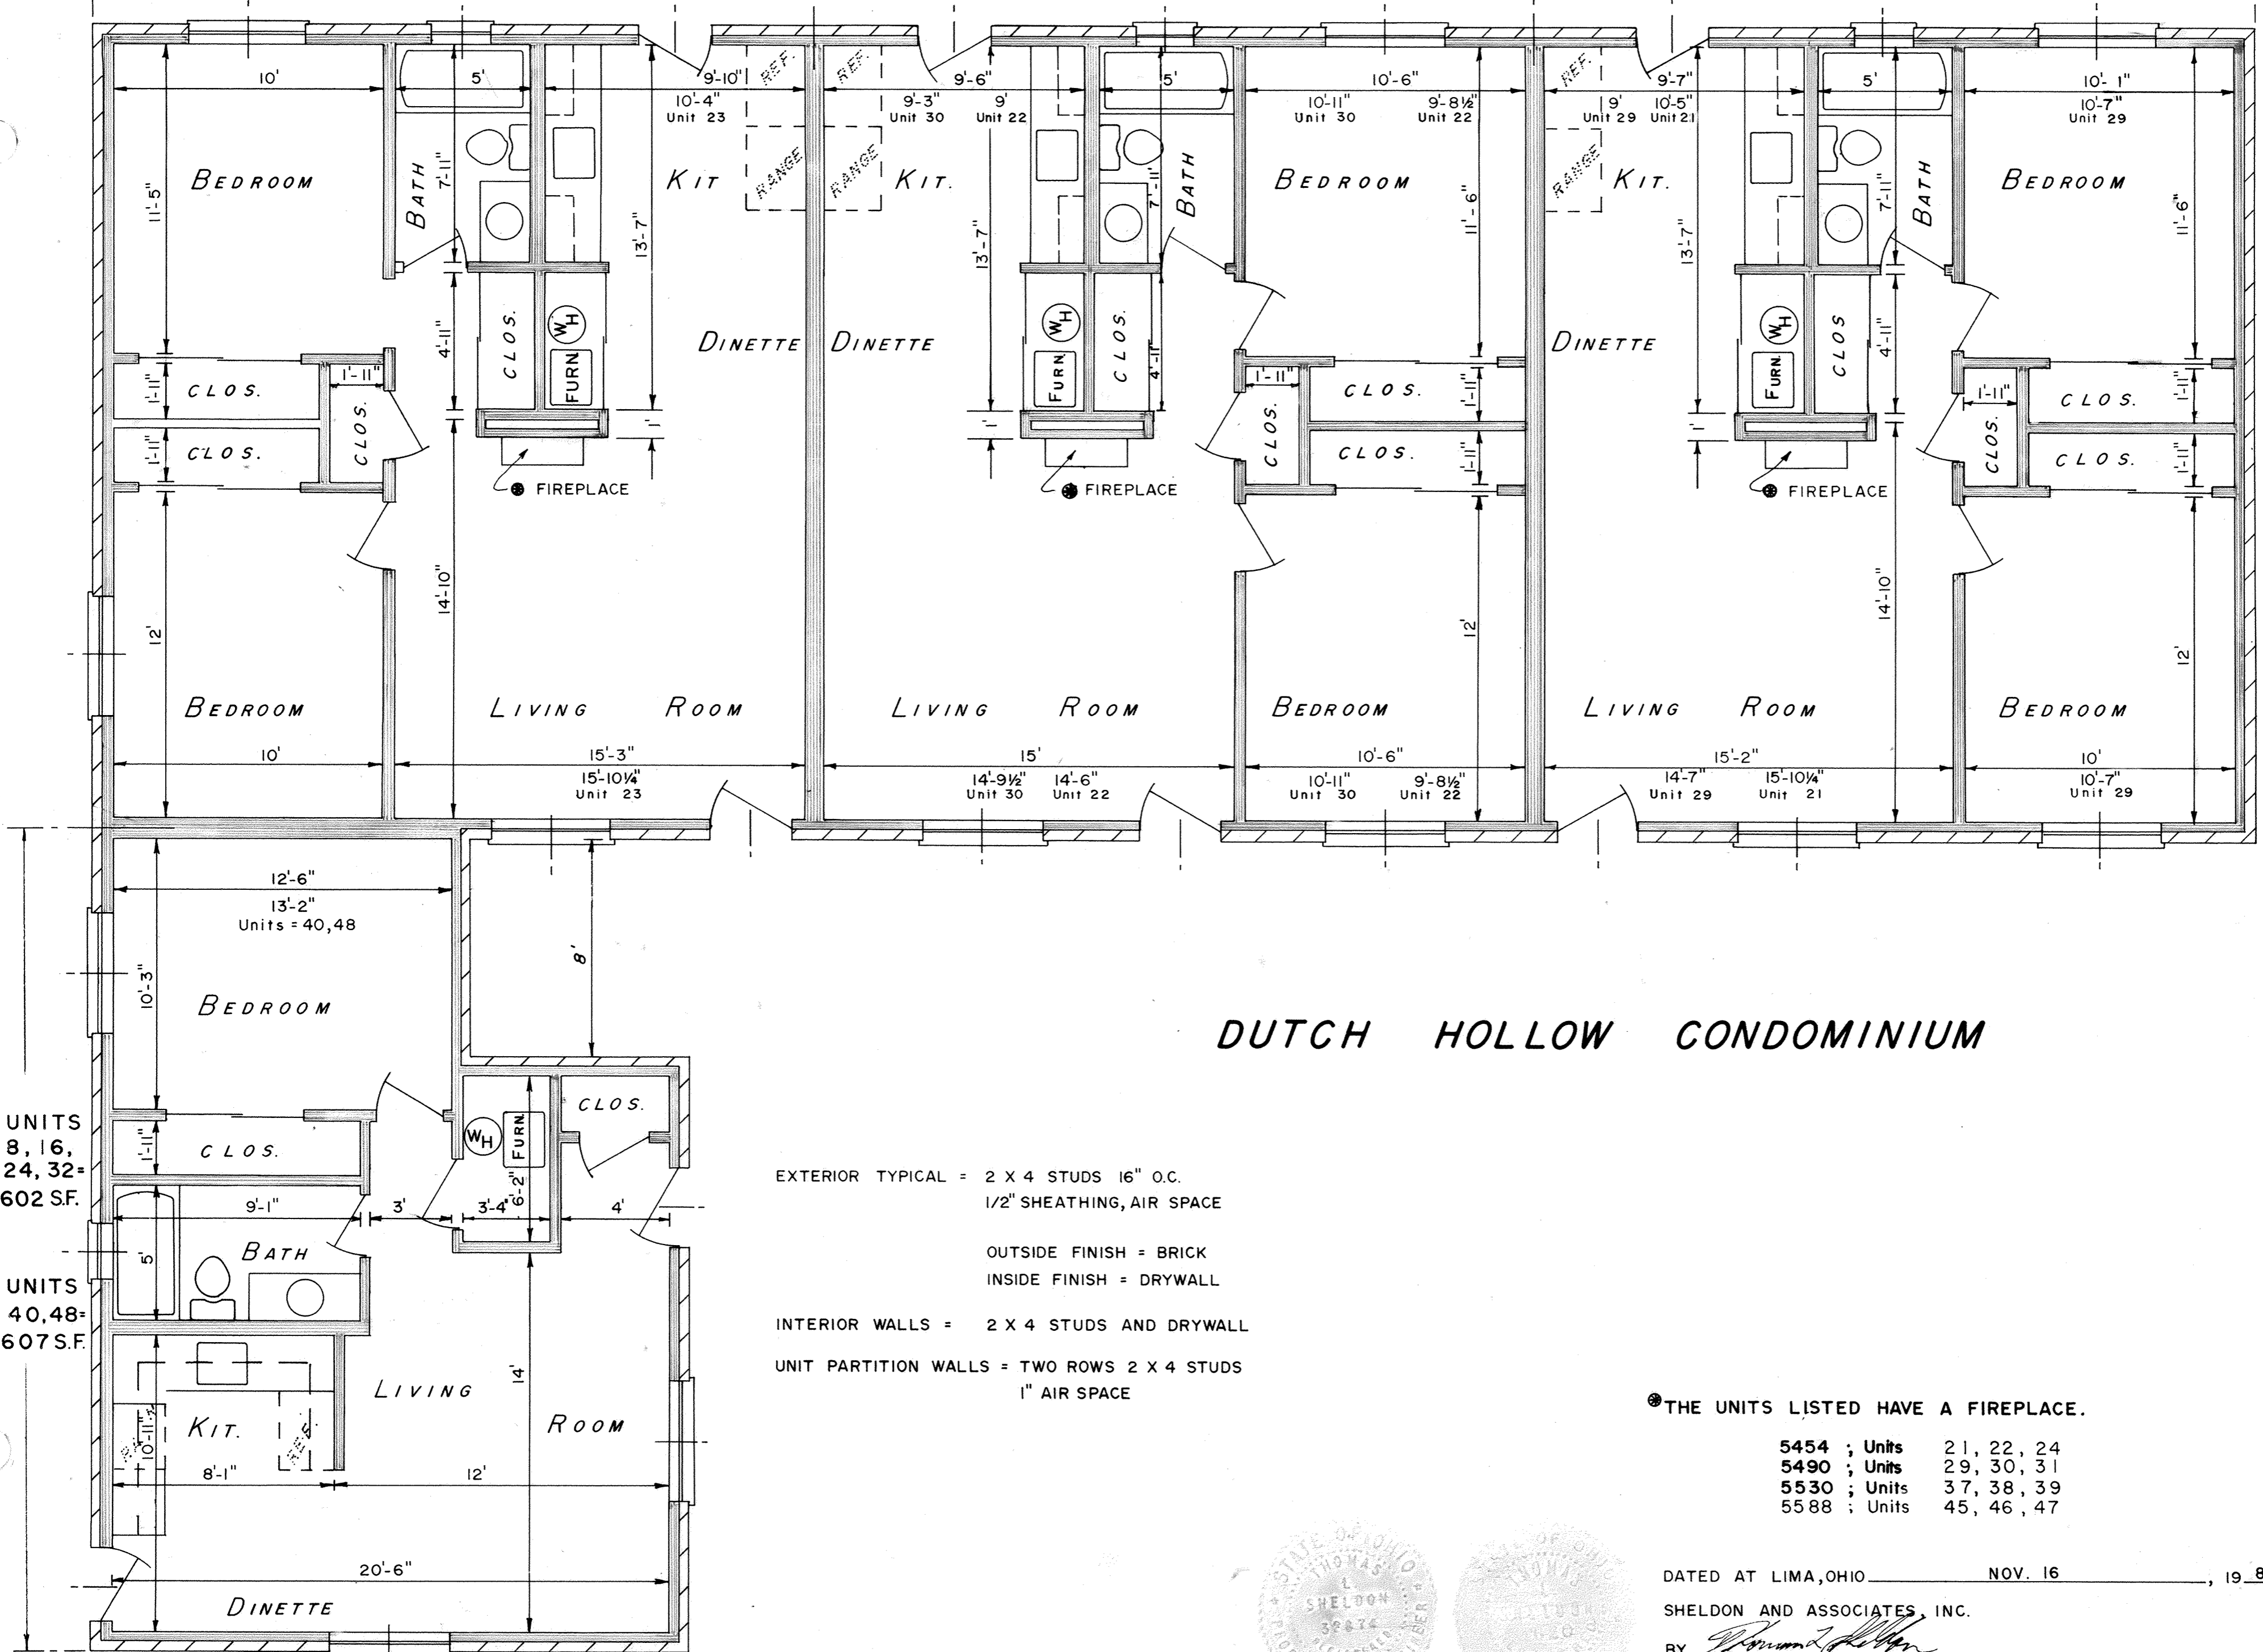 10'
5'
9'-10"
10'-4"
Unit 23
REF.
REF.
9'-6"
9'-3"
Unit 30
9'
Unit 22
5'
10'-6"
10'-11"
Unit 30
9'-8½"
Unit 22
REF.
9'-7"
9'
Unit 29
10'-5"
Unit 21
5'
10'-1"
10'-7"
Unit 29
BEDROOM
11'-5"
BATH
7'-11"
KIT
13'-7"
RANGE
RANGE
KIT.
13'-7"
7'-11"
BATH
BEDROOM
11'-6"
RANGE
KIT.
13'-7"
7'-11"
BATH
BEDROOM
11'-6"
4'-11"
CLOS.
WH
FURN.
DINETTE
DINETTE
WH
FURN.
CLOS.
4'-11"
DINETTE
WH
FURN.
CLOS
4'-11"
1'-11"
CLOS.
1'-11"
CLOS.
1'-11"
CLOS.
1'
1'
1'-11"
CLOS.
CLOS.
1'-11"
CLOS.
1'-11"
1'
1'-11"
CLOS.
CLOS.
1'-11"
CLOS.
1'-11"
FIREPLACE
FIREPLACE
FIREPLACE
12'
14'-10"
12'
14'-10"
12'
BEDROOM
LIVING ROOM
LIVING ROOM
BEDROOM
LIVING ROOM
BEDROOM
10'
15'-3"
15'-10¼"
Unit 23
15'
14'-9½"
Unit 30
14'-6"
Unit 22
10'-6"
10'-11"
Unit 30
9'-8½"
Unit 22
15'-2"
14'-7"
Unit 29
15'-10¼"
Unit 21
10'
10'-7"
Unit 29
12'-6"
13'-2"
Units = 40,48
8'
10'-3"
BEDROOM
DUTCH HOLLOW CONDOMINIUM
UNITS
8, 16,
24, 32=
602 S.F.
1'-11"
CLOS.
WH
FURN.
CLOS.
9'-1"
3'
3'-4"
6'-2"
4'
5'
BATH
UNITS
40,48=
607 S.F.
14'
LIVING
ROOM
KIT.
10'-11"
REF.
8'-1"
12'
20'-6"
DINETTE
EXTERIOR TYPICAL = 2 X 4 STUDS 16" O.C.
1/2" SHEATHING, AIR SPACE
OUTSIDE FINISH = BRICK
INSIDE FINISH = DRYWALL
INTERIOR WALLS = 2 X 4 STUDS AND DRYWALL
UNIT PARTITION WALLS = TWO ROWS 2 X 4 STUDS
1" AIR SPACE
THE UNITS LISTED HAVE A FIREPLACE.
5454 ; Units 21, 22, 24
5490 ; Units 29, 30, 31
5530 ; Units 37, 38, 39
5588 ; Units 45, 46, 47
STATE OF OHIO
THOMAS
L
SHELDON
DATED AT LIMA, OHIO NOV. 16, 19 8
SHELDON AND ASSOCIATES, INC.
BY